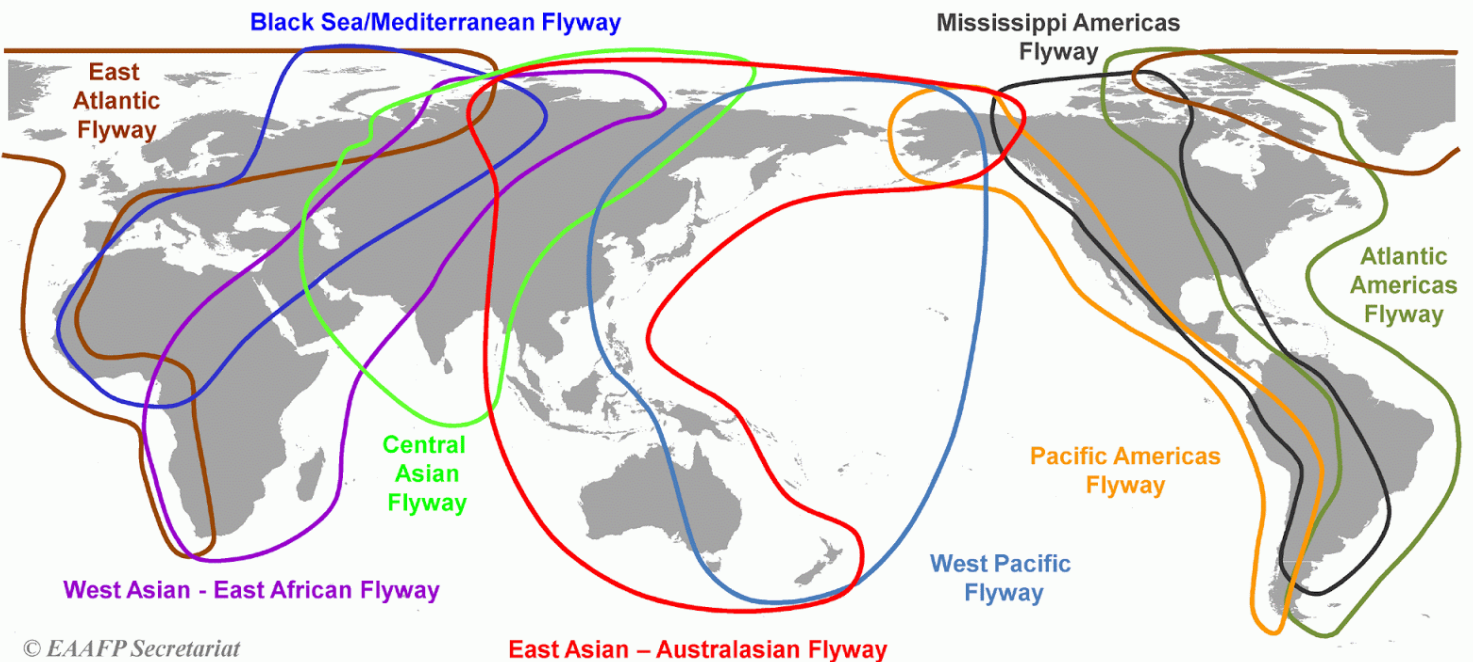 Black Sea/Mediterranean Flyway
Mississippi Americas
Flyway
East
Atlantic
Flyway
Atlantic
Americas
Flyway
Central
Asian
Flyway
Pacific Americas
Flyway
West Pacific
Flyway
West Asian - East African Flyway
East Asian – Australasian Flyway
© EAAFP Secretariat